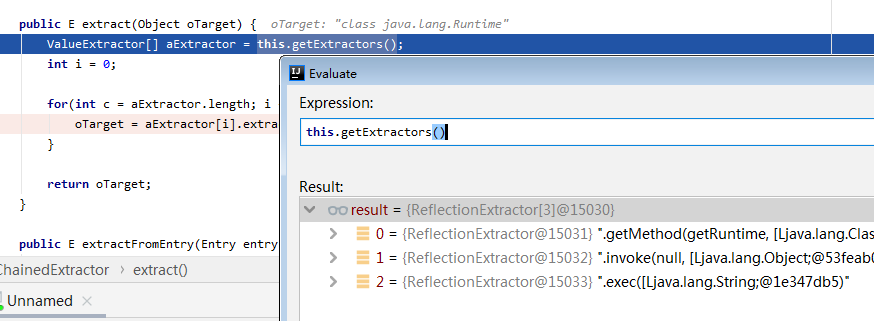 public E extract(Object oTarget) { oTarget: "class java.lang.Runtime"
ValueExtractor[] aExtractor = this.getExtractors();
int i = 0;
for(int c = aExtractor.length; i
oTarget = aExtractor[i].extra
}
return oTarget;
}
public E extractFromEntry(Entry entry
ChainedExtractor › extract()
Unnamed ×
IJ Evaluate
Expression:
this.getExtractors()
Result:
result = {ReflectionExtractor[3]@15030}
0 = {ReflectionExtractor@15031} ".getMethod(getRuntime, [Ljava.lang.Clas
1 = {ReflectionExtractor@15032} ".invoke(null, [Ljava.lang.Object;@53feab0
2 = {ReflectionExtractor@15033} ".exec([Ljava.lang.String;@1e347db5)"